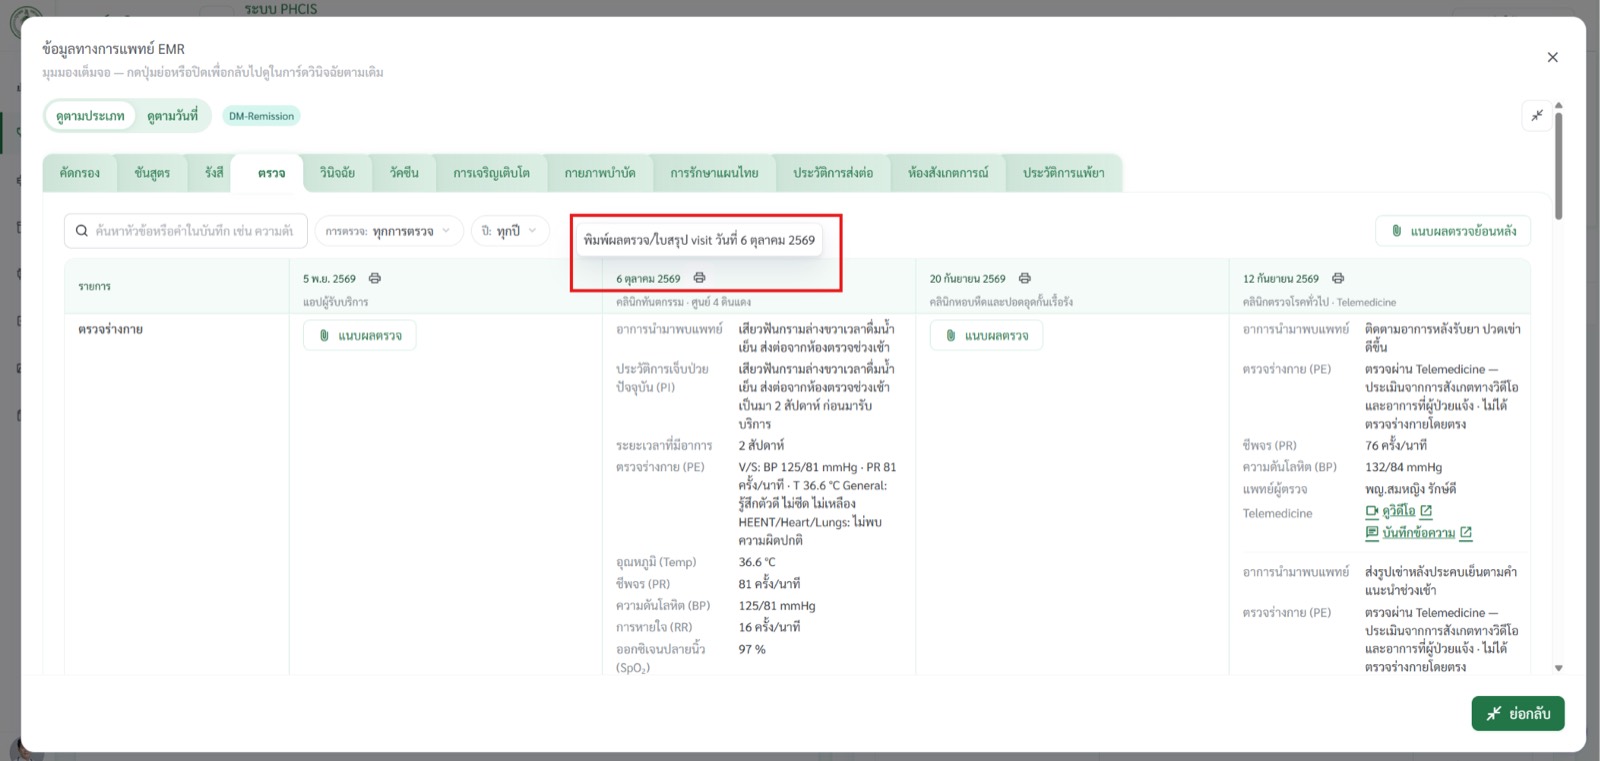 ระบบ PHCIS
ข้อมูลทางการแพทย์ EMR
มุมมองเต็มจอ — กดปุ่มย่อหรือปิดเพื่อกลับไปดูในการ์ดวินิจฉัยตามเดิม
ดูตามประเภท ดูตามวันที่ DM-Remission
คัดกรอง ชันสูตร รังสี ตรวจ วินิจฉัย วัคซีน การเจริญเติบโต กายภาพบำบัด การรักษาแผนไทย ประวัติการส่งต่อ ห้องสังเกตการณ์ ประวัติการแพ้ยา
ค้นหาหัวข้อหรือคำในบันทึก เช่น ความดัน
การตรวจ: ทุกการตรวจ
ปี: ทุกปี
พิมพ์ผลตรวจ/ใบสรุป visit วันที่ 6 ตุลาคม 2569
แนบผลตรวจย้อนหลัง
รายการ
5 พ.ย. 2569
แอปผู้รับบริการ
6 ตุลาคม 2569
คลินิกทันตกรรม · ศูนย์ 4 ดินแดง
20 กันยายน 2569
คลินิกหอบหืดและปอดอุดกั้นเรื้อรัง
12 กันยายน 2569
คลินิกตรวจโรคทั่วไป · Telemedicine
ตรวจร่างกาย
แนบผลตรวจ
อาการนำมาพบแพทย์ เสียวฟันกรามล่างขวาเวลาดื่มน้ำ
เย็น ส่งต่อจากห้องตรวจช่วงเช้า
ประวัติการเจ็บป่วย เสียวฟันกรามล่างขวาเวลาดื่มน้ำ
ปัจจุบัน (PI) เย็น ส่งต่อจากห้องตรวจช่วงเช้า
เป็นมา 2 สัปดาห์ ก่อนมารับ
บริการ
ระยะเวลาที่มีอาการ 2 สัปดาห์
ตรวจร่างกาย (PE) V/S: BP 125/81 mmHg · PR 81
ครั้ง/นาที · T 36.6 °C General:
รู้สึกตัวดี ไม่ซีด ไม่เหลือง
HEENT/Heart/Lungs: ไม่พบ
ความผิดปกติ
อุณหภูมิ (Temp) 36.6 °C
ชีพจร (PR) 81 ครั้ง/นาที
ความดันโลหิต (BP) 125/81 mmHg
การหายใจ (RR) 16 ครั้ง/นาที
ออกซิเจนปลายนิ้ว 97 %
(SpO₂)
แนบผลตรวจ
อาการนำมาพบแพทย์ ติดตามอาการหลังรับยา ปวดเข่า
ดีขึ้น
ตรวจร่างกาย (PE) ตรวจผ่าน Telemedicine —
ประเมินจากการสังเกตทางวิดีโอ
และอาการที่ผู้ป่วยแจ้ง · ไม่ได้
ตรวจร่างกายโดยตรง
ชีพจร (PR) 76 ครั้ง/นาที
ความดันโลหิต (BP) 132/84 mmHg
แพทย์ผู้ตรวจ พญ.สมหญิง รักษ์ดี
Telemedicine ดูวิดีโอ
บันทึกข้อความ
อาการนำมาพบแพทย์ ส่งรูปเข่าหลังประคบเย็นตามคำ
แนะนำช่วงเช้า
ตรวจร่างกาย (PE) ตรวจผ่าน Telemedicine —
ประเมินจากการสังเกตทางวิดีโอ
และอาการที่ผู้ป่วยแจ้ง · ไม่ได้
ตรวจร่างกายโดยตรง
ย่อกลับ